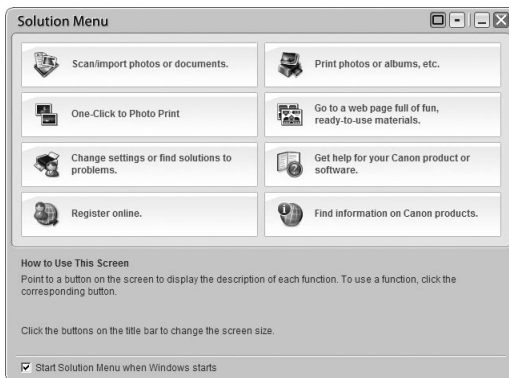 Solution Menu
Scan/import photos or documents.
Print photos or albums, etc.
One-Click to Photo Print
Go to a web page full of fun,
ready-to-use materials.
Change settings or find solutions to
problems.
Get help for your Canon product or
software.
Register online.
Find information on Canon products.
How to Use This Screen
Point to a button on the screen to display the description of each function. To use a function, click the
corresponding button.
Click the buttons on the title bar to change the screen size.
Start Solution Menu when Windows starts